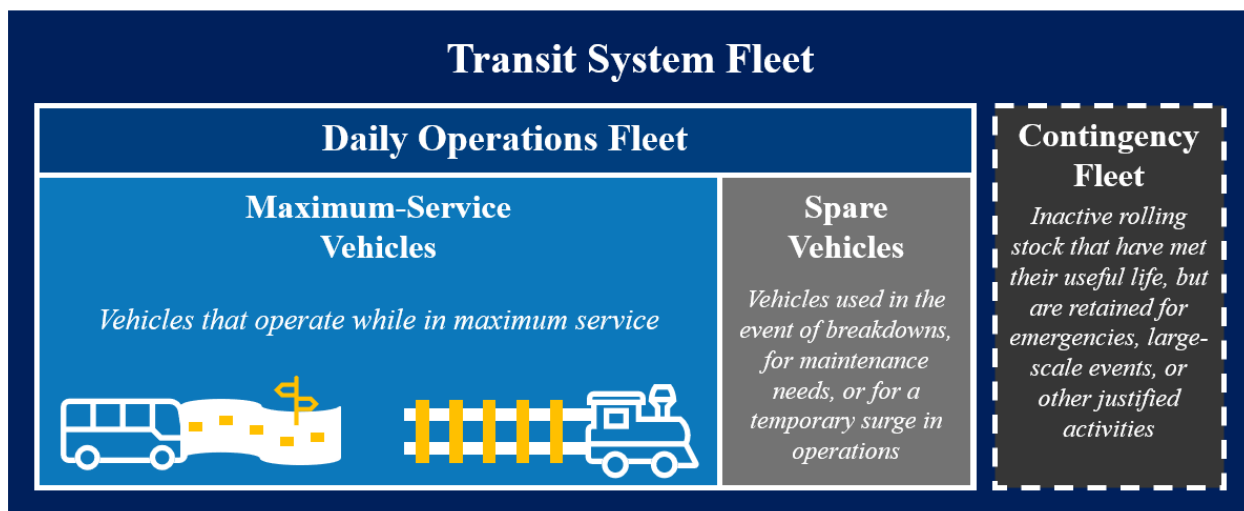 Transit System Fleet
Daily Operations Fleet
Maximum-Service
Vehicles
Vehicles that operate while in maximum service
Spare
Vehicles
Vehicles used in the
event of breakdowns,
for maintenance
needs, or for a
temporary surge in
operations
Contingency
Fleet
Inactive rolling
stock that have met
their useful life, but
are retained for
emergencies, large-
scale events, or
other justified
activities